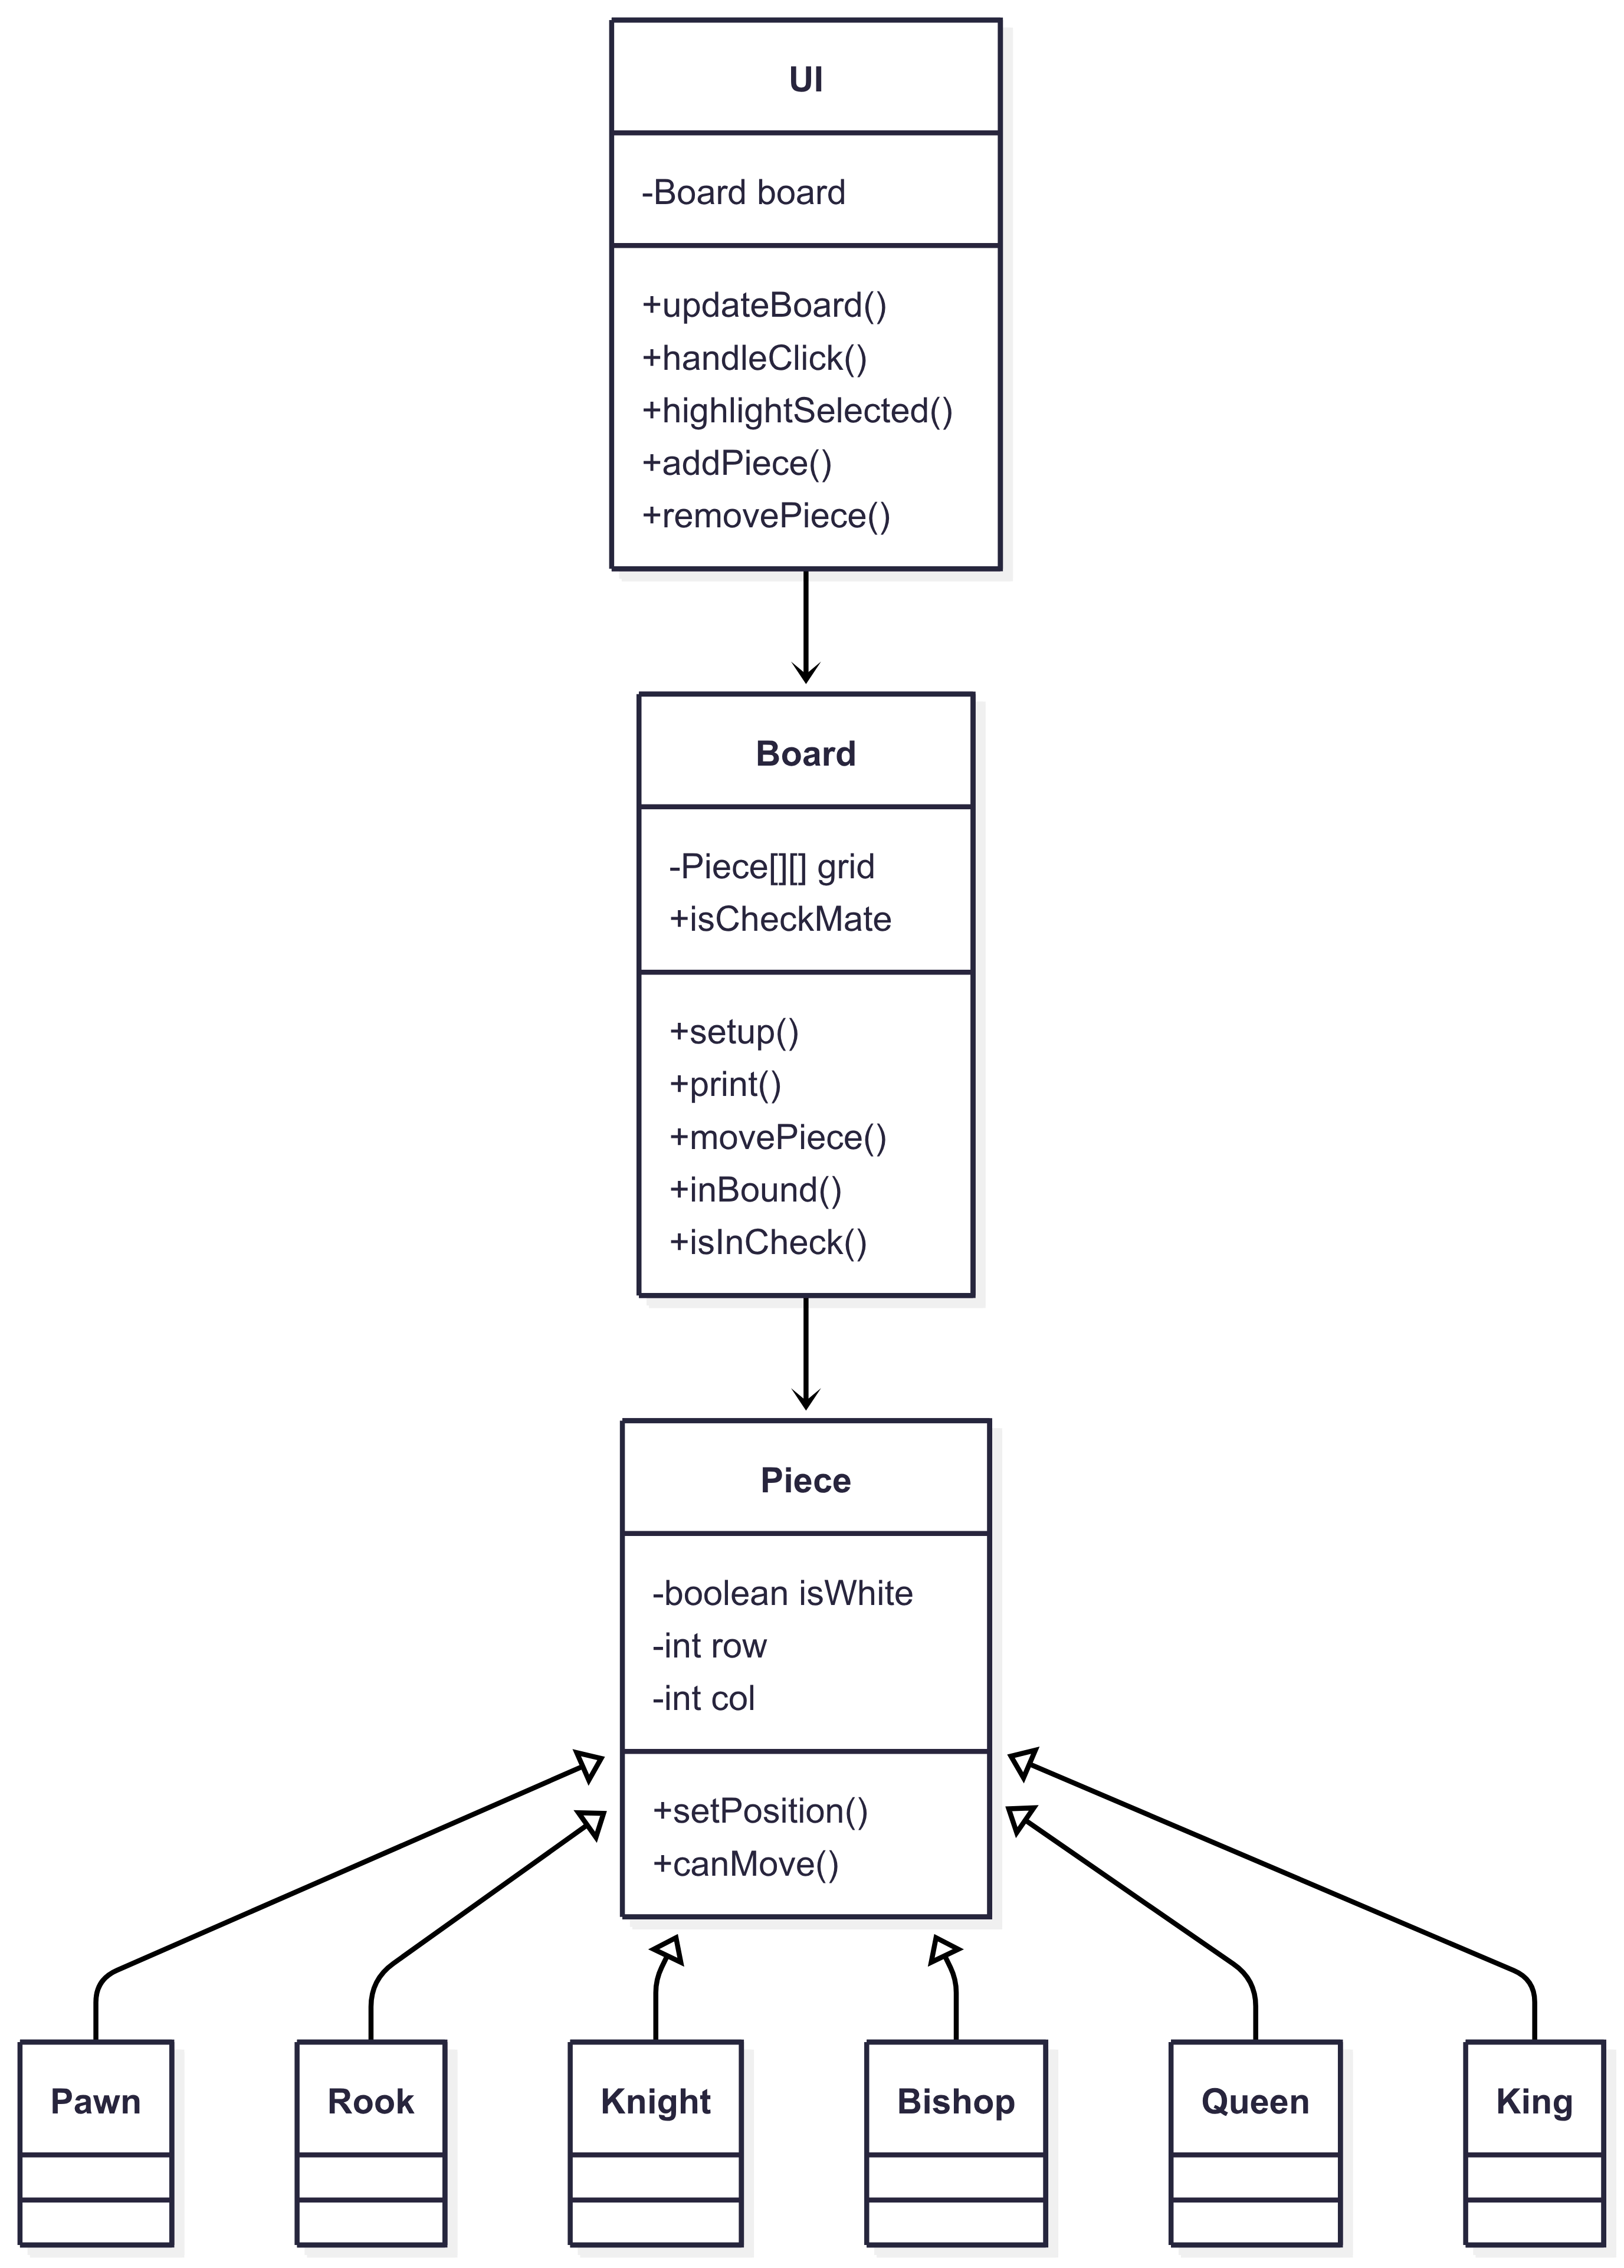 UI
-Board board
+updateBoard()
+handleClick()
+highlightSelected()
+addPiece()
+removePiece()
Board
-Piece[][] grid
+isCheckMate
+setup()
+print()
+movePiece()
+inBound()
+isInCheck()
Piece
-boolean isWhite
-int row
-int col
+setPosition()
+canMove()
Pawn
Rook
Knight
Bishop
Queen
King